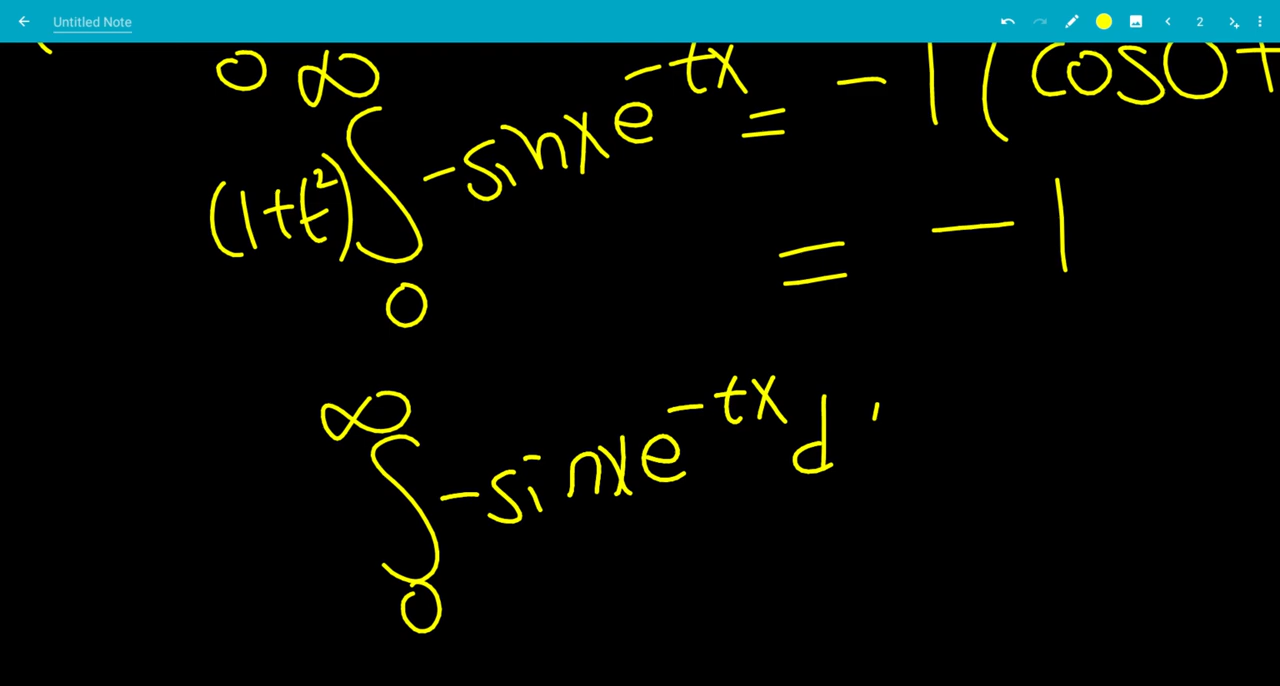 Untitled Note
2
0
(1+t²)∫₀^∞ -sinxe^(-tx) = -1(cos0+
= -1
∫₀^∞ -sinxe^(-tx) d